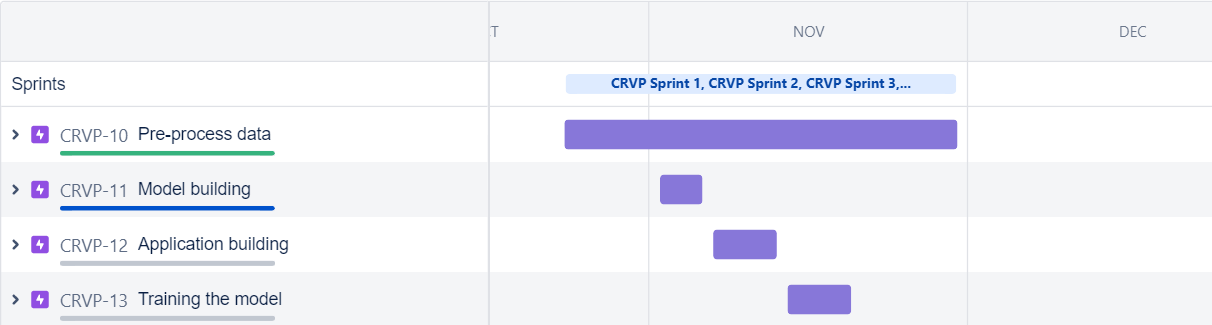 T NOV DEC
Sprints CRVP Sprint 1, CRVP Sprint 2, CRVP Sprint 3,...
CRVP-10 Pre-process data
CRVP-11 Model building
CRVP-12 Application building
CRVP-13 Training the model